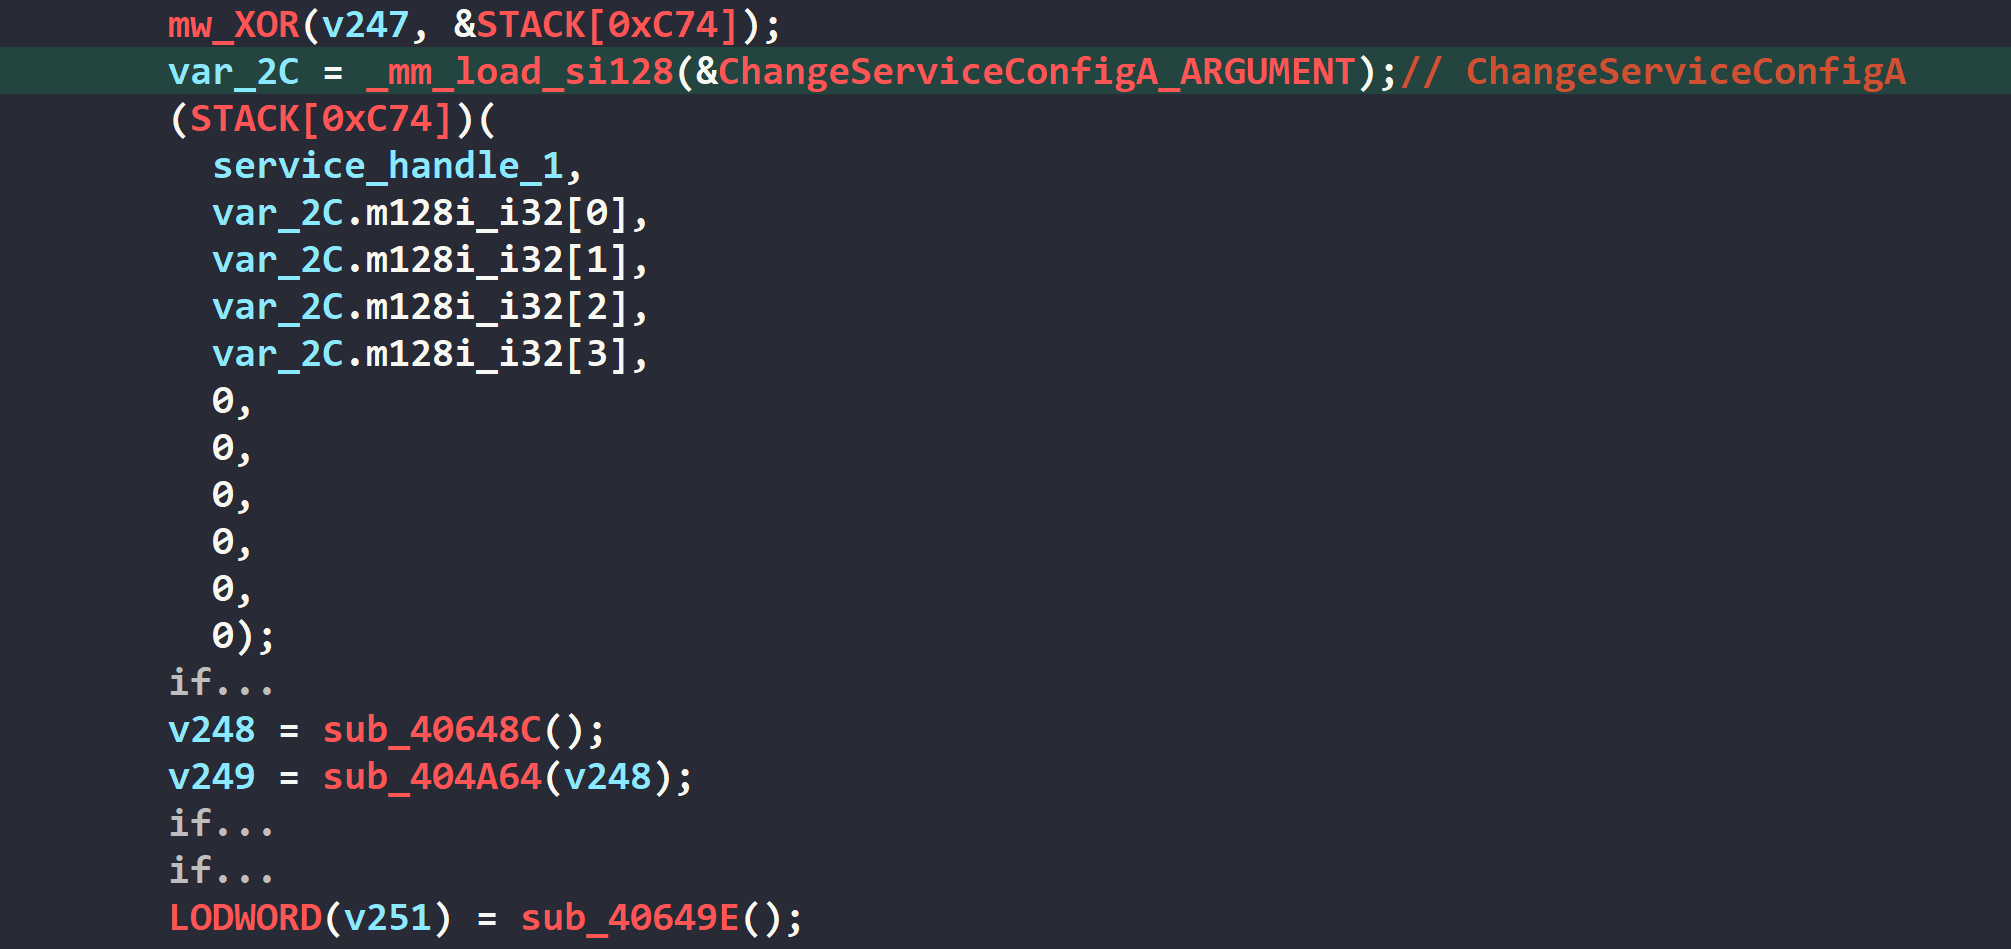 mw_XOR(v247, &STACK[0xC74]);
var_2C = _mm_load_si128(&ChangeServiceConfigA_ARGUMENT);// ChangeServiceConfigA
(STACK[0xC74])(
service_handle_1,
var_2C.m128i_i32[0],
var_2C.m128i_i32[1],
var_2C.m128i_i32[2],
var_2C.m128i_i32[3],
0,
0,
0,
0,
0,
0);
if...
v248 = sub_40648C();
v249 = sub_404A64(v248);
if...
if...
LODWORD(v251) = sub_40649E();